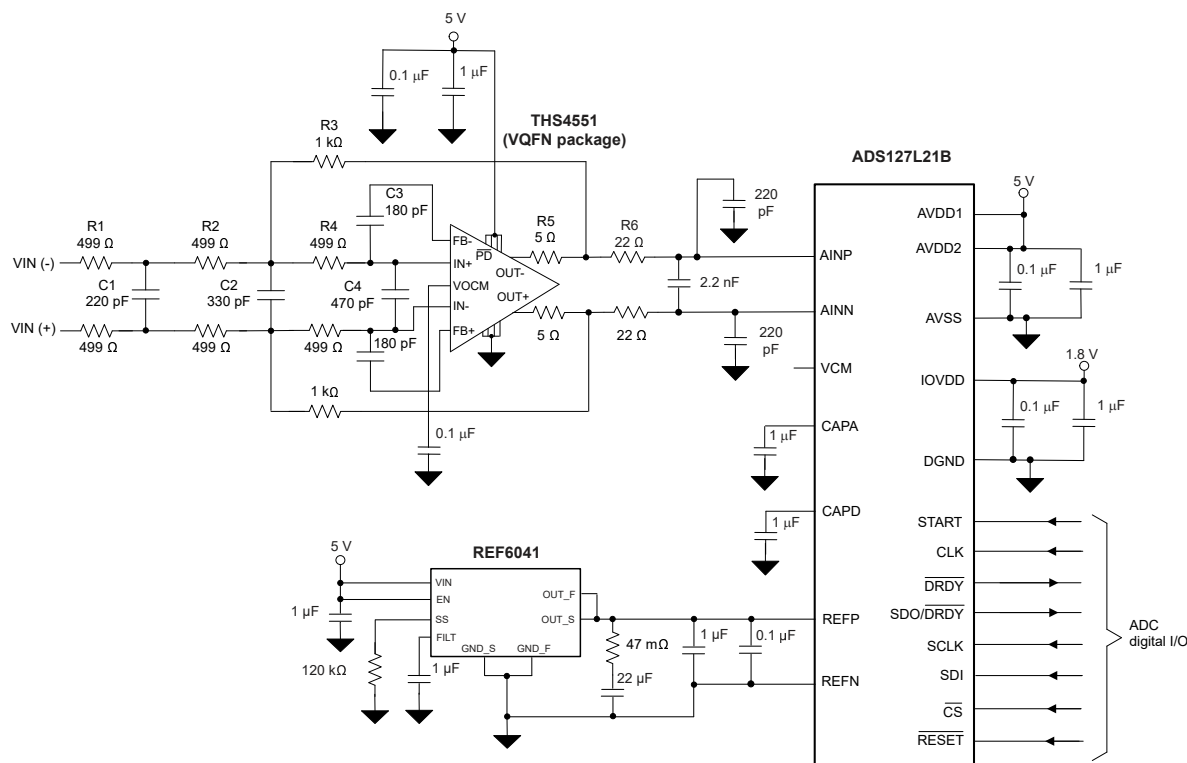 5 V
0.1 µF
1 µF
THS4551
(VQFN package)
R3
1 kΩ
C3
180 pF
R1
499 Ω
R2
499 Ω
R4
499 Ω
VIN (-)
C1
220 pF
C2
330 pF
C4
470 pF
VIN (+)
499 Ω
499 Ω
499 Ω
180 pF
1 kΩ
0.1 µF
FB-
PD
IN+
OUT-
VOCM
OUT+
IN-
FB+
R5
5 Ω
R6
22 Ω
5 Ω
22 Ω
2.2 nF
220
pF
220
pF
ADS127L21B
AINP
AINN
VCM
CAPA
1 µF
CAPD
1 µF
REFP
REFN
5 V
AVDD1
AVDD2
0.1 µF
1 µF
AVSS
1.8 V
IOVDD
0.1 µF
1 µF
DGND
START
CLK
DRDY
SDO/DRDY
SCLK
SDI
CS
RESET
ADC
digital I/O
REF6041
5 V
VIN
EN
SS
FILT
OUT_F
OUT_S
GND_S
GND_F
1 µF
120 kΩ
1 µF
47 mΩ
22 µF
1 µF
0.1 µF